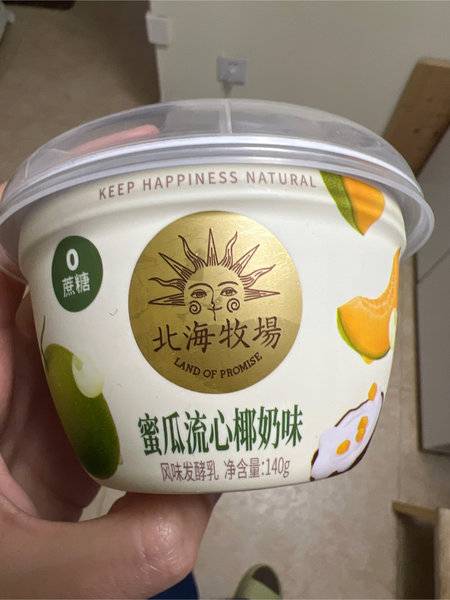 KEEP HAPPINESS NATURAL
0
蔗糖
北海牧場
LAND OF PROMISE
蜜瓜流心椰奶味
风味发酵乳 净含量:140g